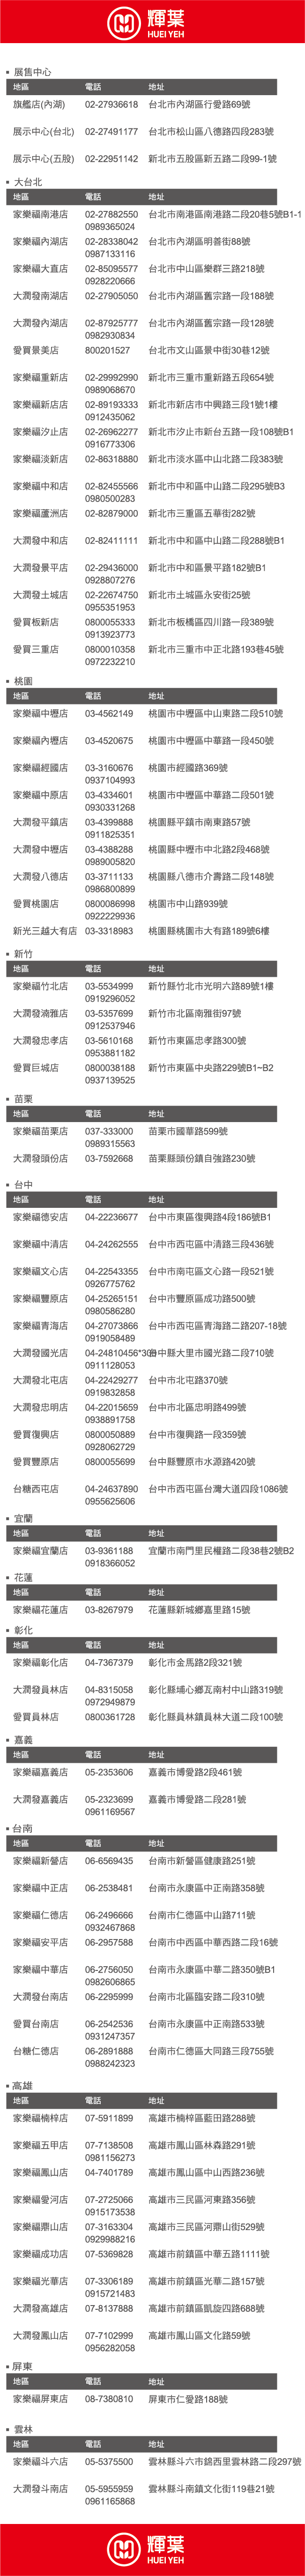 輝葉
HUEI YEH
▪ 展售中心
地區 電話 地址
旗艦店(內湖) 02-27936618 台北市內湖區行愛路69號
展示中心(台北) 02-27491177 台北市松山區八德路四段283號
展示中心(五股) 02-22951142 新北市五股區新五路二段99-1號
▪ 大台北
地區 電話 地址
家樂福南港店 02-27882550 台北市南港區南港路二段20巷5號B1-1
0989365024
家樂福內湖店 02-28338042 台北市內湖區明善街88號
0987133116
家樂福大直店 02-85095577 台北市中山區樂群三路218號
0928220666
大潤發南湖店 02-27905050 台北市內湖區舊宗路一段188號
大潤發內湖店 02-87925777 台北市內湖區舊宗路一段128號
0982930834
愛買景美店 800201527 台北市文山區景中街30巷12號
家樂福重新店 02-29992990 新北市三重市重新路五段654號
0989068670
家樂福新店店 02-89193333 新北市新店市中興路三段1號1樓
0912435062
家樂福汐止店 02-26962277 新北市汐止市新台五路一段108號B1
0916773306
家樂福淡新店 02-86318880 新北市淡水區中山北路二段383號
家樂福中和店 02-82455566 新北市中和區中山路二段295號B3
0980500283
家樂福蘆洲店 02-82879000 新北市三重區五華街282號
大潤發中和店 02-82411111 新北市中和區中山路二段288號B1
大潤發景平店 02-29436000 新北市中和區景平路182號B1
0928807276
大潤發土城店 02-22674750 新北市土城區永安街25號
0955351953
愛買板新店 0800055333 新北市板橋區四川路一段389號
0913923773
愛買三重店 0800010358 新北市三重市中正北路193巷45號
0972232210
▪ 桃園
地區 電話 地址
家樂福中壢店 03-4562149 桃園市中壢區中山東路二段510號
家樂福內壢店 03-4520675 桃園市中壢區中華路一段450號
家樂福經國店 03-3160676 桃園市經國路369號
0937104993
家樂福中原店 03-4334601 桃園市中壢區中華路二段501號
0930331268
大潤發平鎮店 03-4399888 桃園縣平鎮市南東路57號
0911825351
大潤發中壢店 03-4388288 桃園縣中壢市中北路2段468號
0989005820
大潤發八德店 03-3711133 桃園縣八德市介壽路二段148號
0986800899
愛買桃園店 0800086998 桃園市中山路939號
0922229936
新光三越大有店 03-3318983 桃園縣桃園市大有路189號6樓
▪ 新竹
地區 電話 地址
家樂福竹北店 03-5534999 新竹縣竹北市光明六路89號1樓
0919296052
大潤發湳雅店 03-5357699 新竹市北區南雅街97號
0912537946
大潤發忠孝店 03-5610168 新竹市東區忠孝路300號
0953881182
愛買巨城店 0800038188 新竹市東區中央路229號B1~B2
0937139525
▪ 苗栗
地區 電話 地址
家樂福苗栗店 037-333000 苗栗市國華路599號
0989315563
大潤發頭份店 03-7592668 苗栗縣頭份鎮自強路230號
▪ 台中
地區 電話 地址
家樂福德安店 04-22236677 台中市東區復興路4段186號B1
家樂福中清店 04-24262555 台中市西屯區中清路三段436號
家樂福文心店 04-22543355 台中市南屯區文心路一段521號
0926775762
家樂福豐原店 04-25265151 台中市豐原區成功路500號
0980586280
家樂福青海店 04-27073866 台中市西屯區青海路二路207-18號
0919058489
大潤發國光店 04-24810456*309 台中縣大里市國光路二段710號
0911128053
大潤發北屯店 04-22429277 台中市北屯路370號
0919832858
大潤發忠明店 04-22015659 台中市北區忠明路499號
0938891758
愛買復興店 0800050889 台中市復興路一段359號
0928062729
愛買豐原店 0800055699 台中縣豐原市水源路420號
台糖西屯店 04-24637890 台中市西屯區台灣大道四段1086號
0955625606
▪ 宜蘭
地區 電話 地址
家樂福宜蘭店 03-9361188 宜蘭市南門里民權路二段38巷2號B2
0918366052
▪ 花蓮
地區 電話 地址
家樂福花蓮店 03-8267979 花蓮縣新城鄉嘉里路15號
▪ 彰化
地區 電話 地址
家樂福彰化店 04-7367379 彰化市金馬路2段321號
大潤發員林店 04-8315058 彰化縣埔心鄉瓦南村中山路319號
0972949879
愛買員林店 0800361728 彰化縣員林鎮員林大道二段100號
▪ 嘉義
地區 電話 地址
家樂福嘉義店 05-2353606 嘉義市博愛路2段461號
大潤發嘉義店 05-2323699 嘉義市博愛路二段281號
0961169567
▪ 台南
地區 電話 地址
家樂福新營店 06-6569435 台南市新營區健康路251號
家樂福中正店 06-2538481 台南市永康區中正南路358號
家樂福仁德店 06-2496666 台南市仁德區中山路711號
0932467868
家樂福安平店 06-2957588 台南市中西區中華西路二段16號
家樂福中華店 06-2756050 台南市永康區中華二路350號B1
0982606865
大潤發台南店 06-2295999 台南市北區臨安路二段310號
愛買台南店 06-2542536 台南市永康區中正南路533號
0931247357
台糖仁德店 06-2891888 台南市仁德區大同路三段755號
0988242323
▪ 高雄
地區 電話 地址
家樂福楠梓店 07-5911899 高雄市楠梓區藍田路288號
家樂福五甲店 07-7138508 高雄市鳳山區林森路291號
0981156273
家樂福鳳山店 04-7401789 高雄市鳳山區中山西路236號
家樂福愛河店 07-2725066 高雄市三民區河東路356號
0915173538
家樂福鼎山店 07-3163304 高雄市三民區河鼎山街529號
0929988216
家樂福成功店 07-5369828 高雄市前鎮區中華五路1111號
家樂福光華店 07-3306189 高雄市前鎮區光華二路157號
0915721483
大潤發高雄店 07-8137888 高雄市前鎮區凱旋四路688號
大潤發鳳山店 07-7102999 高雄市鳳山區文化路59號
0956282058
▪ 屏東
地區 電話 地址
家樂福屏東店 08-7380810 屏東市仁愛路188號
▪ 雲林
地區 電話 地址
家樂福斗六店 05-5375500 雲林縣斗六市鎮西里雲林路二段297號
大潤發斗南店 05-5955959 雲林縣斗南鎮文化街119巷21號
0961165868
輝葉
HUEI YEH